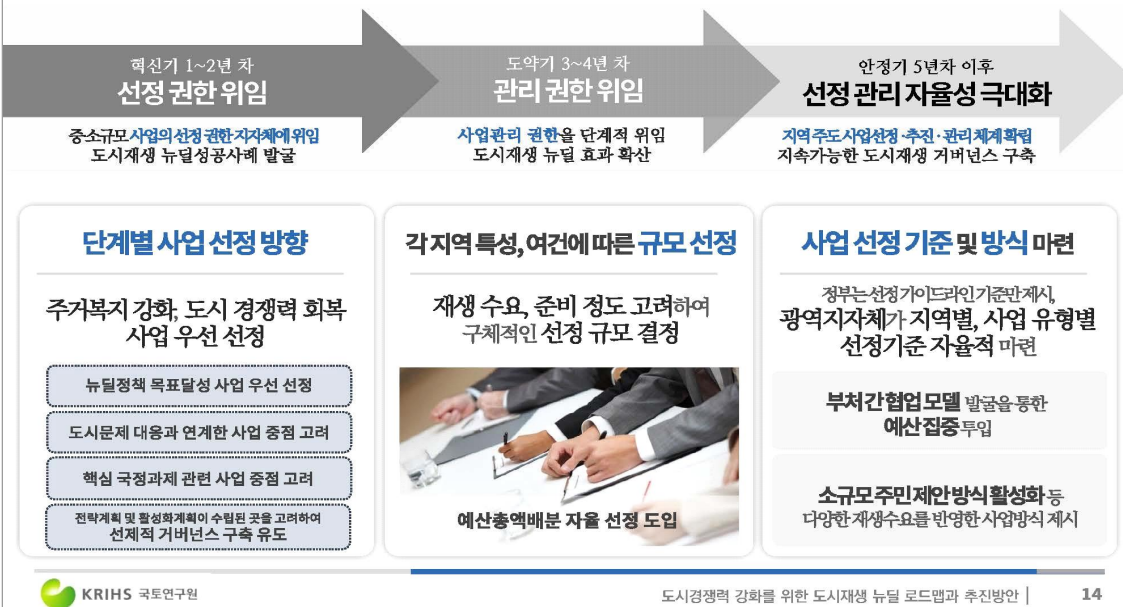 혁신기 1~2년 차
선정 권한 위임
중소규모 사업의 선정 권한 지자체에 위임
도시재생 뉴딜성공사례 발굴
도약기 3~4년 차
관리 권한 위임
사업관리 권한을 단계적 위임
도시재생 뉴딜 효과 확산
안정기 5년차 이후
선정 관리 자율성 극대화
지역 주도 사업선정·추진·관리 체계 확립
지속가능한 도시재생 거버넌스 구축
단계별 사업 선정 방향
주거복지 강화, 도시 경쟁력 회복
사업 우선 선정
뉴딜정책 목표달성 사업 우선 선정
도시문제 대응과 연계한 사업 중점 고려
핵심 국정과제 관련 사업 중점 고려
전략계획 및 활성화계획이 수립된 곳을 고려하여
선제적 거버넌스 구축 유도
각 지역 특성, 여건에 따른 규모 선정
재생 수요, 준비 정도 고려하여
구체적인 선정 규모 결정
예산총액배분 자율 선정 도입
사업 선정 기준 및 방식 마련
정부는 선정 가이드라인 기준만 제시,
광역지자체가 지역별, 사업 유형별
선정기준 자율적 마련
부처 간 협업 모델 발굴을 통한
예산 집중 투입
소규모 주민 제안 방식 활성화 등
다양한 재생수요를 반영한 사업방식 제시
KRIHS 국토연구원
도시경쟁력 강화를 위한 도시재생 뉴딜 로드맵과 추진방안 | 14